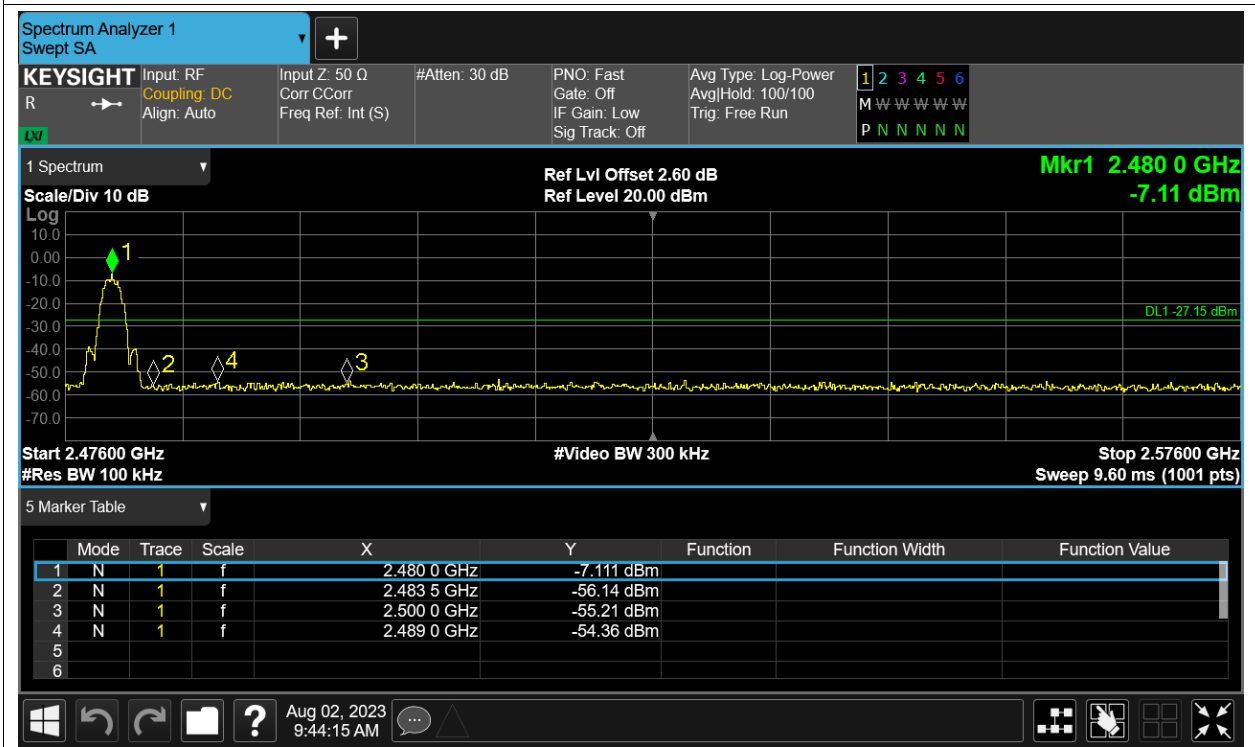 Spectrum Analyzer 1
Swept SA
+
KEYSIGHT Input: RF Input Z: 50 Ω #Atten: 30 dB PNO: Fast Avg Type: Log-Power 1 2 3 4 5 6
R Coupling: DC Corr CCorr Gate: Off Avg|Hold: 100/100 M W W W W W
Align: Auto Freq Ref: Int (S) IF Gain: Low Trig: Free Run
LXI Sig Track: Off P N N N N N
1 Spectrum Ref Lvl Offset 2.60 dB Mkr1 2.480 0 GHz
Scale/Div 10 dB Ref Level 20.00 dBm -7.11 dBm
Log
10.0
1
0.00
-10.0
-20.0
DL1 -27.15 dBm
-30.0
-40.0
2 4 3
-50.0
-60.0
-70.0
Start 2.47600 GHz #Video BW 300 kHz Stop 2.57600 GHz
#Res BW 100 kHz Sweep 9.60 ms (1001 pts)
5 Marker Table
Mode Trace Scale X Y Function Function Width Function Value
1 N 1 f 2.480 0 GHz -7.111 dBm
2 N 1 f 2.483 5 GHz -56.14 dBm
3 N 1 f 2.500 0 GHz -55.21 dBm
4 N 1 f 2.489 0 GHz -54.36 dBm
5
6
? Aug 02, 2023
9:44:15 AM